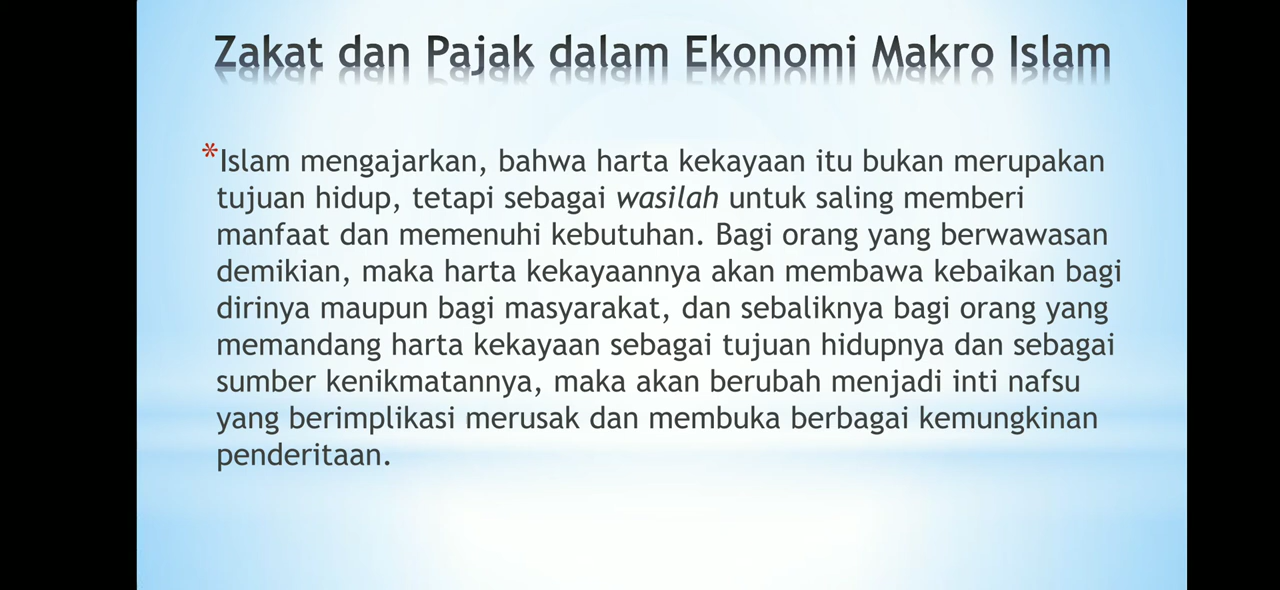 Zakat dan Pajak dalam Ekonomi Makro Islam
*Islam mengajarkan, bahwa harta kekayaan itu bukan merupakan
tujuan hidup, tetapi sebagai wasilah untuk saling memberi
manfaat dan memenuhi kebutuhan. Bagi orang yang berwawasan
demikian, maka harta kekayaannya akan membawa kebaikan bagi
dirinya maupun bagi masyarakat, dan sebaliknya bagi orang yang
memandang harta kekayaan sebagai tujuan hidupnya dan sebagai
sumber kenikmatannya, maka akan berubah menjadi inti nafsu
yang berimplikasi merusak dan membuka berbagai kemungkinan
penderitaan.